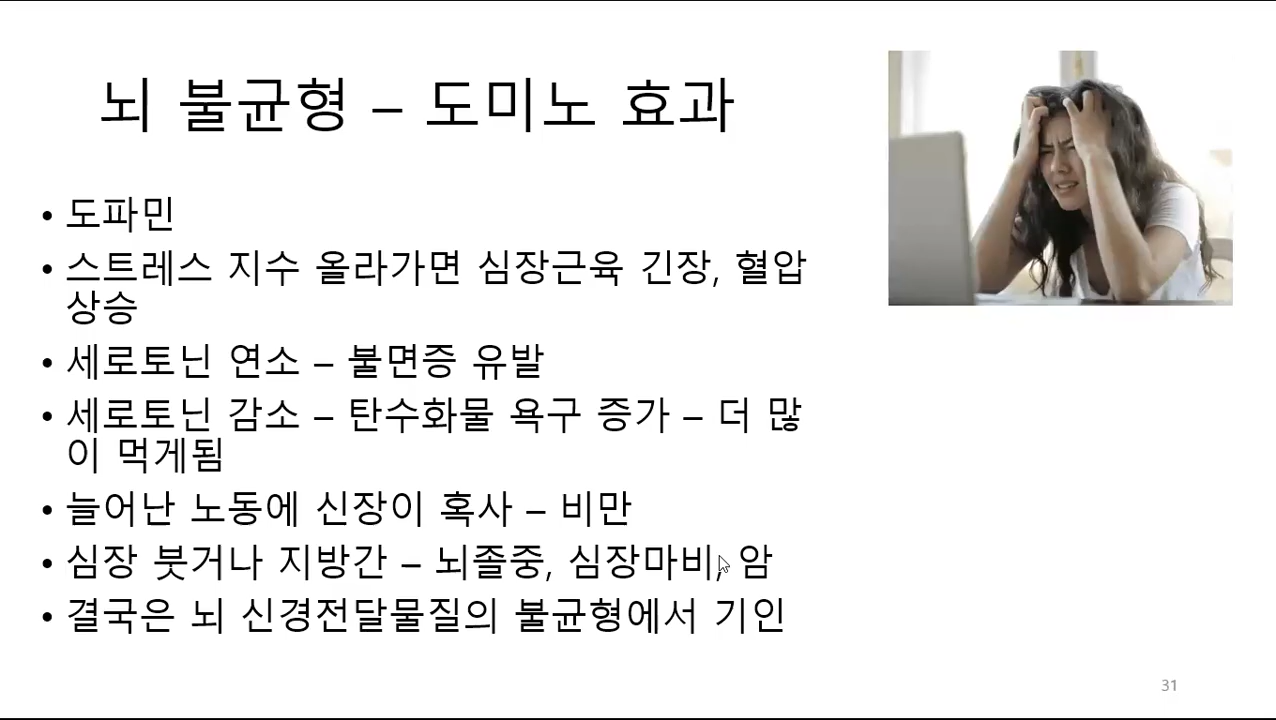 뇌 불균형 – 도미노 효과
• 도파민
• 스트레스 지수 올라가면 심장근육 긴장, 혈압
상승
• 세로토닌 연소 – 불면증 유발
• 세로토닌 감소 – 탄수화물 욕구 증가 – 더 많
이 먹게됨
• 늘어난 노동에 신장이 혹사 – 비만
• 심장 붓거나 지방간 – 뇌졸중, 심장마비, 암
• 결국은 뇌 신경전달물질의 불균형에서 기인
31